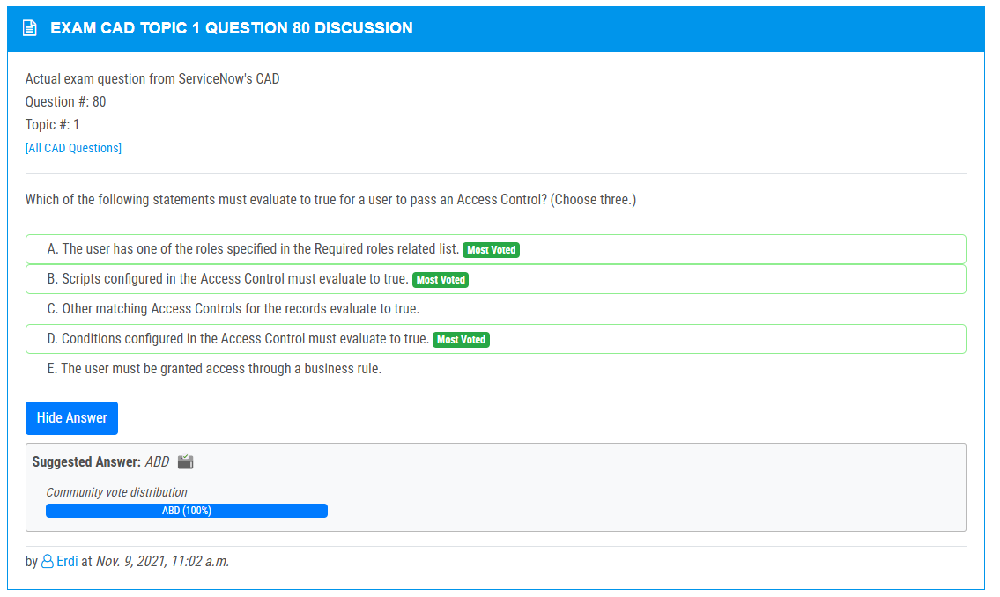 EXAM CAD TOPIC 1 QUESTION 80 DISCUSSION
Actual exam question from ServiceNow's CAD
Question #: 80
Topic #: 1
[All CAD Questions]
Which of the following statements must evaluate to true for a user to pass an Access Control? (Choose three.)
A. The user has one of the roles specified in the Required roles related list. Most Voted
B. Scripts configured in the Access Control must evaluate to true. Most Voted
C. Other matching Access Controls for the records evaluate to true.
D. Conditions configured in the Access Control must evaluate to true. Most Voted
E. The user must be granted access through a business rule.
Hide Answer
Suggested Answer: ABD
Community vote distribution
ABD (100%)
by Erdi at Nov. 9, 2021, 11:02 a.m.